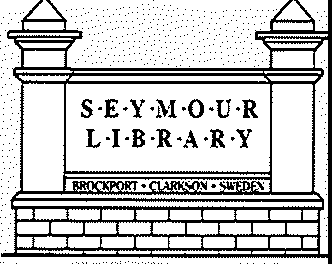 S·E·Y·M·O·U·R
L·I·B·R·A·R·Y
BROCKPORT • CLARKSON • SWEDEN